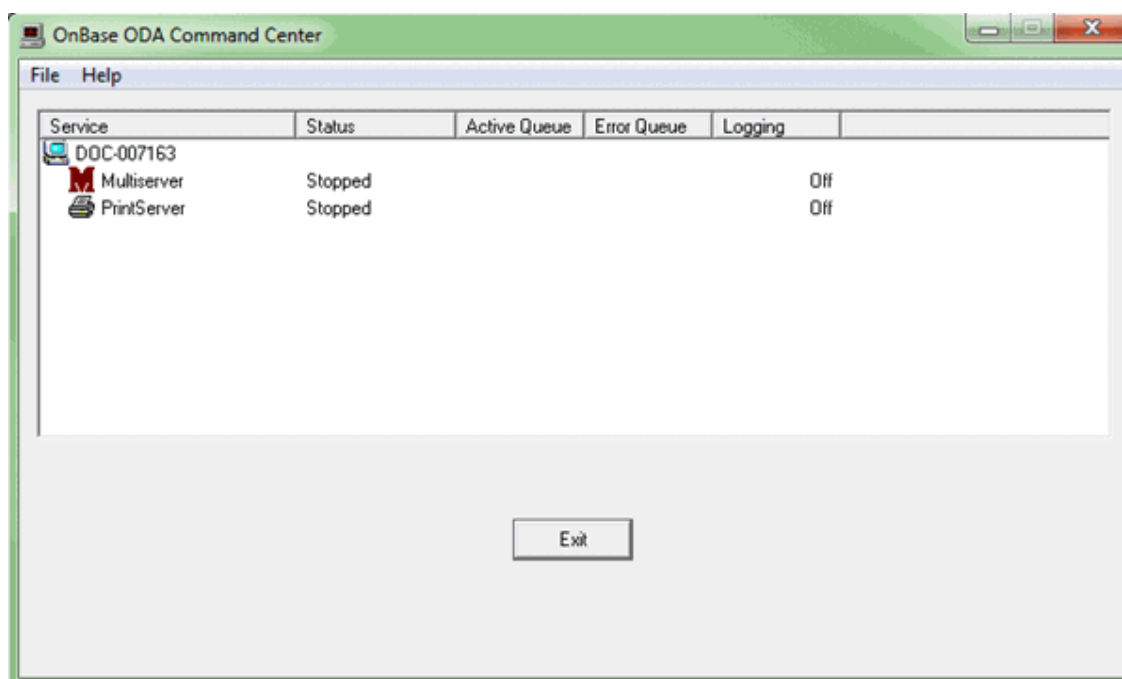 OnBase ODA Command Center
File Help
Service Status Active Queue Error Queue Logging
DOC-007163
Multiserver Stopped Off
PrintServer Stopped Off
Exit